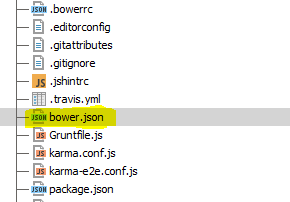 .bowerrc
.editorconfig
.gitattributes
.gitignore
.jshintrc
.travis.yml
bower.json
Gruntfile.js
karma.conf.js
karma-e2e.conf.js
package.json